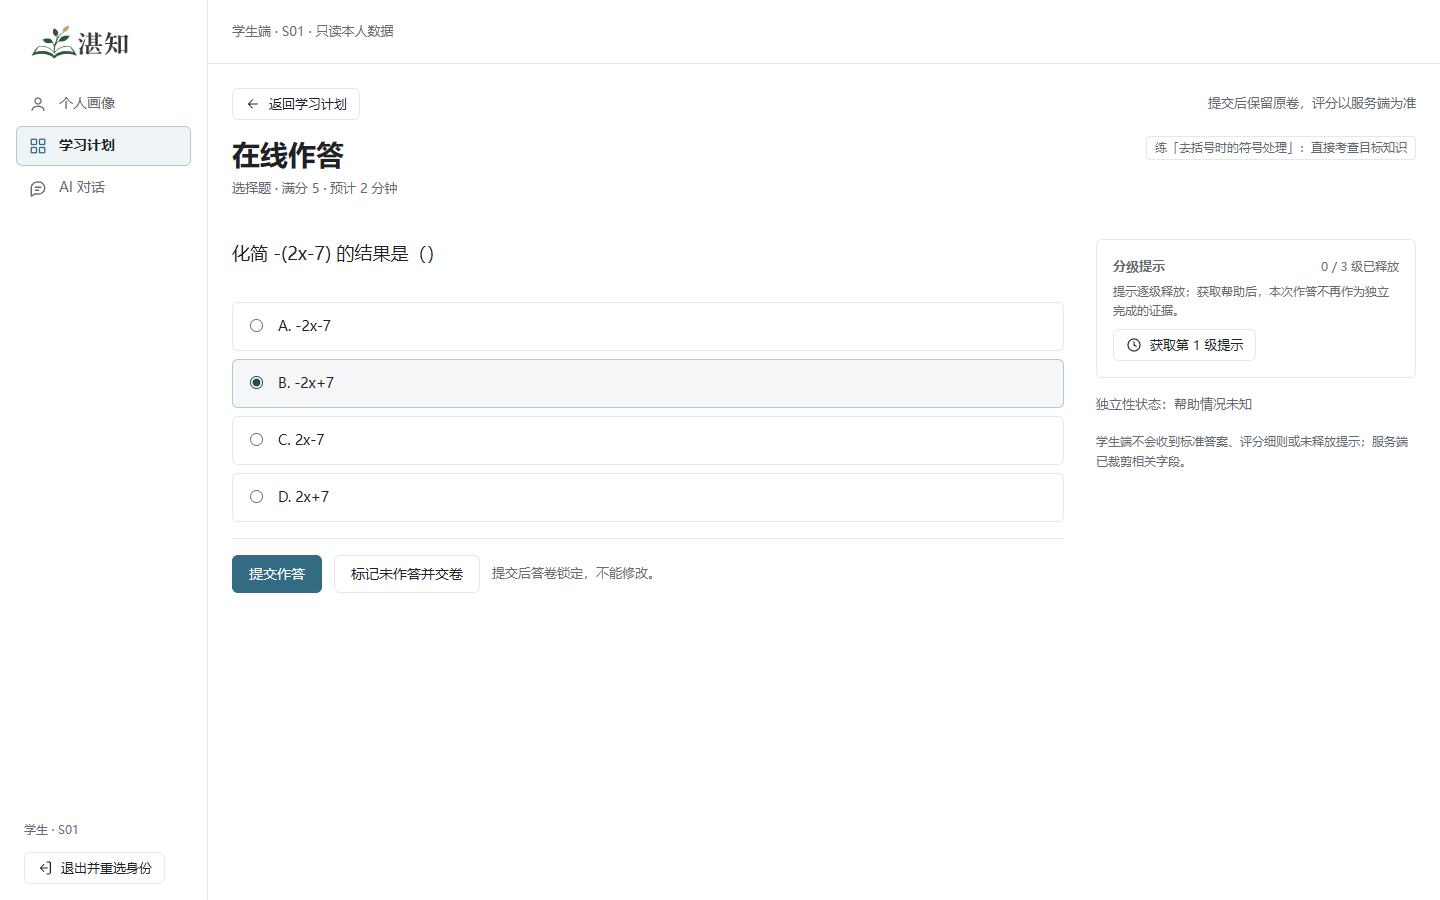 湛知
个人画像
学习计划
AI 对话
学生 · S01
退出并重选身份
学生端 · S01 · 只读本人数据
返回学习计划
提交后保留原卷，评分以服务端为准
在线作答
练「去括号时的符号处理」：直接考查目标知识
选择题 · 满分 5 · 预计 2 分钟
化简 -(2x-7) 的结果是（）
A. -2x-7
B. -2x+7
C. 2x-7
D. 2x+7
提交作答
标记未作答并交卷
提交后答卷锁定，不能修改。
分级提示
0 / 3 级已释放
提示逐级释放；获取帮助后，本次作答不再作为独立
完成的证据。
获取第 1 级提示
独立性状态：帮助情况未知
学生端不会收到标准答案、评分细则或未释放提示；服务端
已裁剪相关字段。